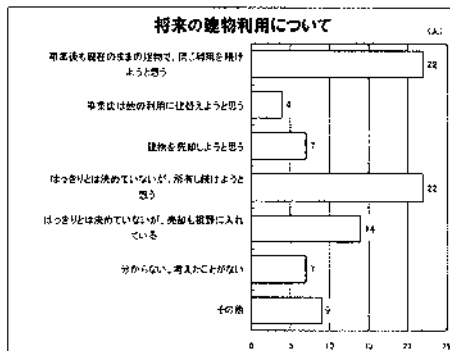 将来の建物利用について
(人)
事業後も現在のままの建物で、同じ利用を続け
ようと思う
22
事業後は他の利用に建替えようと思う
4
建物を売却しようと思う
7
はっきりとは決めていないが、所有し続けようと
思う
22
はっきりとは決めていないが、売却も視野に入れ
ている
14
分からない、考えたことがない
7
その他
9
0 5 10 15 20 25